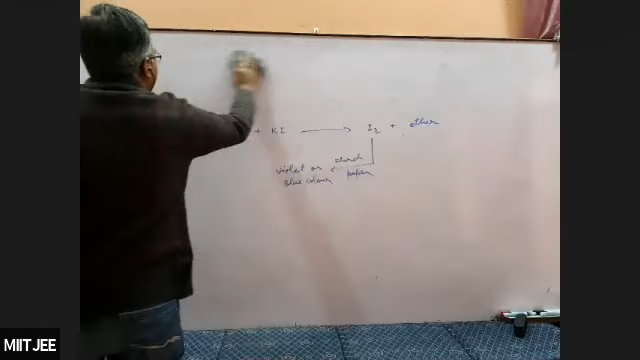 + KI → I₂ + ether
starch
violet or
paper
Blue colour
MIIT JEE